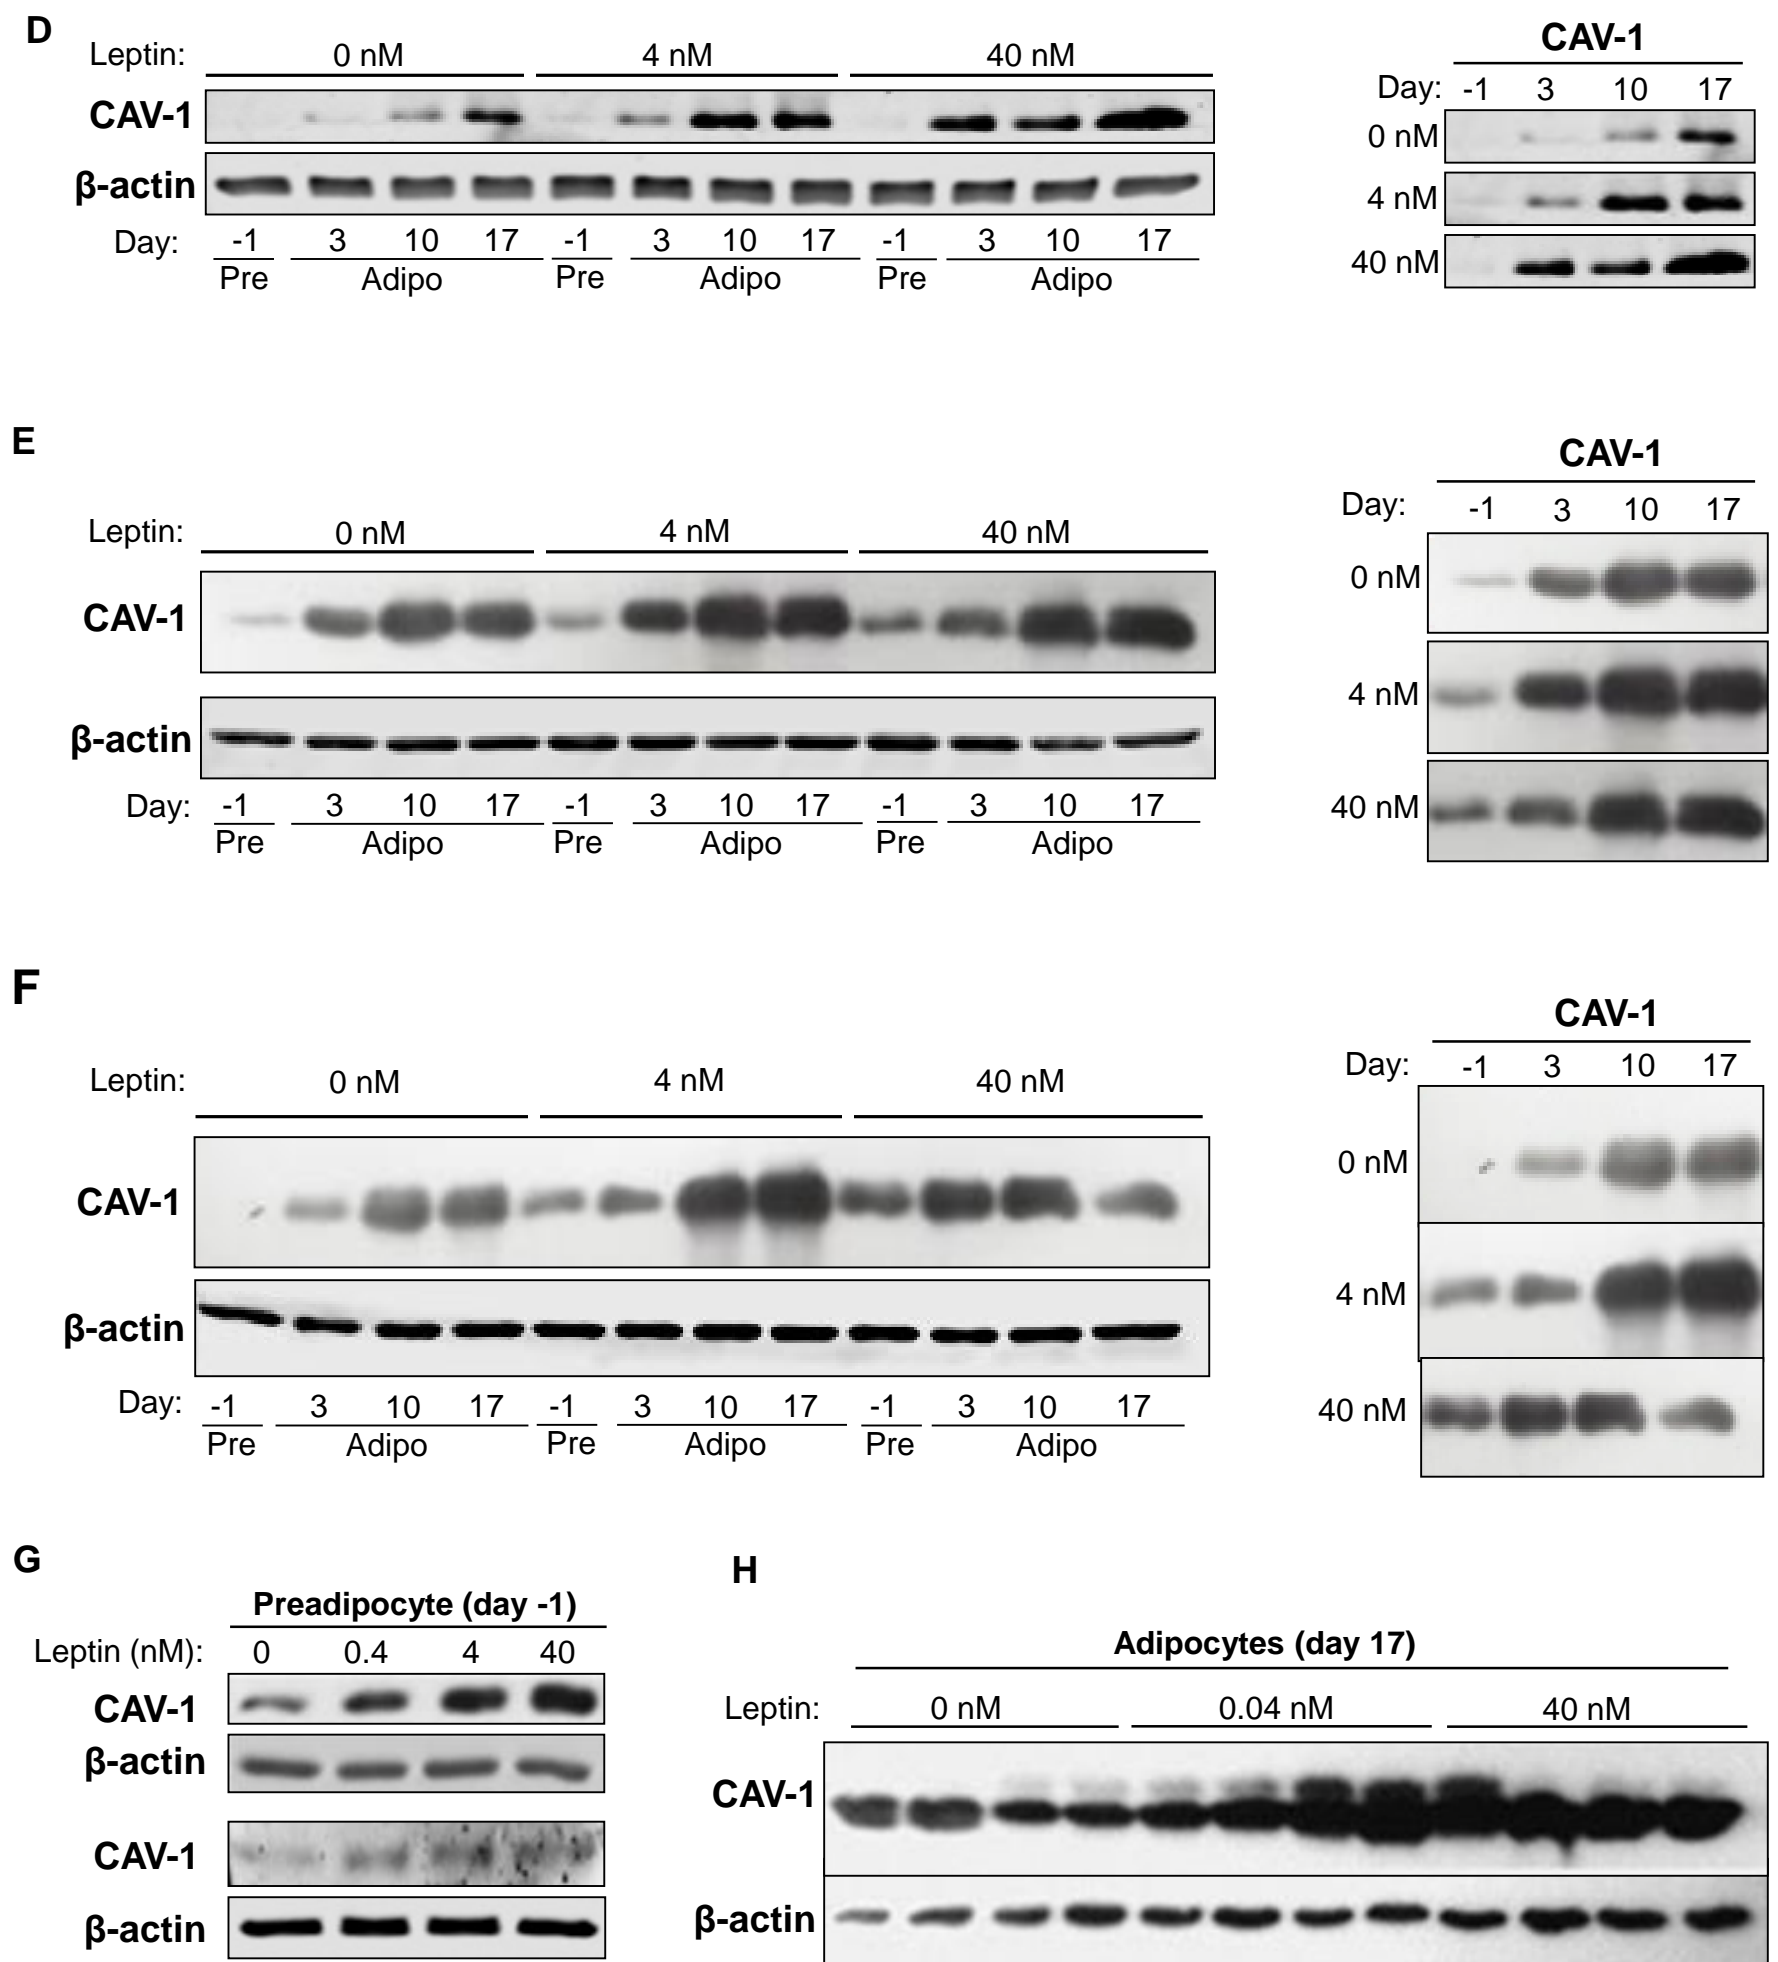 D
Leptin: 0 nM 4 nM 40 nM
CAV-1
β-actin
Day: -1 3 10 17 -1 3 10 17 -1 3 10 17
Pre Adipo Pre Adipo Pre Adipo
CAV-1
Day: -1 3 10 17
0 nM
4 nM
40 nM
E
Leptin: 0 nM 4 nM 40 nM
CAV-1
β-actin
Day: -1 3 10 17 -1 3 10 17 -1 3 10 17
Pre Adipo Pre Adipo Pre Adipo
CAV-1
Day: -1 3 10 17
0 nM
4 nM
40 nM
F
Leptin: 0 nM 4 nM 40 nM
CAV-1
β-actin
Day: -1 3 10 17 -1 3 10 17 -1 3 10 17
Pre Adipo Pre Adipo Pre Adipo
CAV-1
Day: -1 3 10 17
0 nM
4 nM
40 nM
G
Preadipocyte (day -1)
Leptin (nM): 0 0.4 4 40
CAV-1
β-actin
CAV-1
β-actin
H
Adipocytes (day 17)
Leptin: 0 nM 0.04 nM 40 nM
CAV-1
β-actin